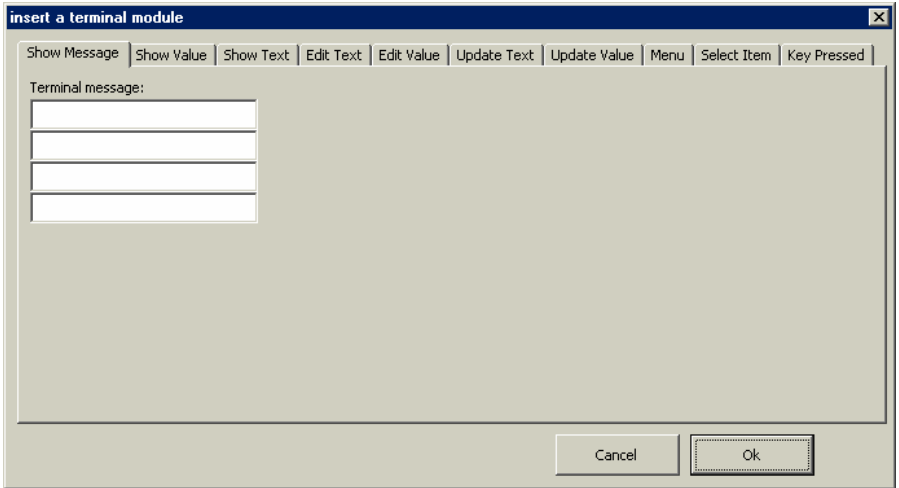 insert a terminal module
Show Message Show Value Show Text Edit Text Edit Value Update Text Update Value Menu Select Item Key Pressed
Terminal message:
Cancel Ok